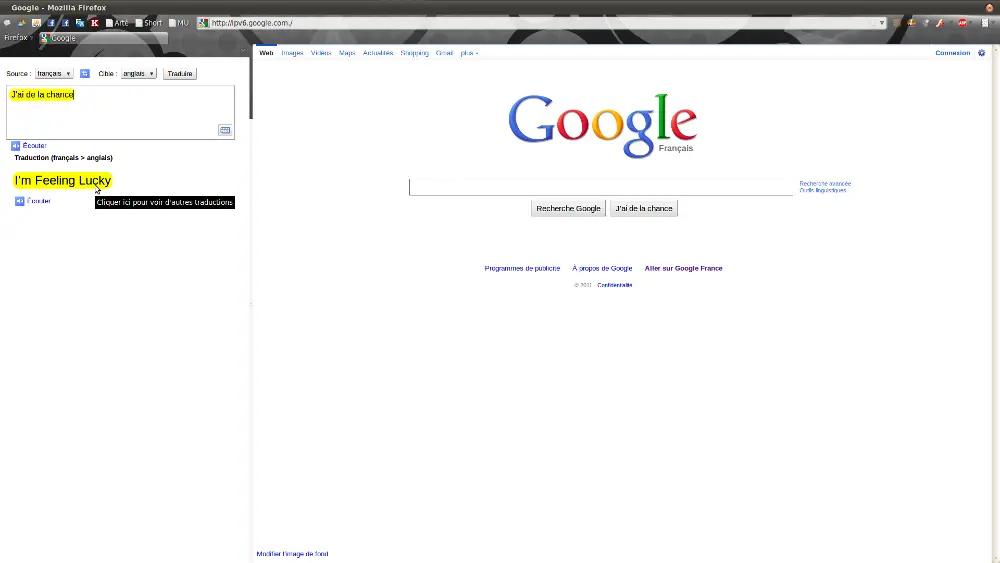 Google - Mozilla Firefox
Arte Short MU http://ipv6.google.com./
Firefox Google
Web Images Vidéos Maps Actualités Shopping Gmail plus Connexion
Source : français Cible : anglais Traduire
J'ai de la chance
Écouter
Traduction (français > anglais)
I'm Feeling Lucky
Écouter
Cliquer ici pour voir d'autres traductions
Google
Français
Recherche avancée
Outils linguistiques
Recherche Google J'ai de la chance
Programmes de publicité À propos de Google Aller sur Google France
© 2011 - Confidentialité
Modifier l'image de fond